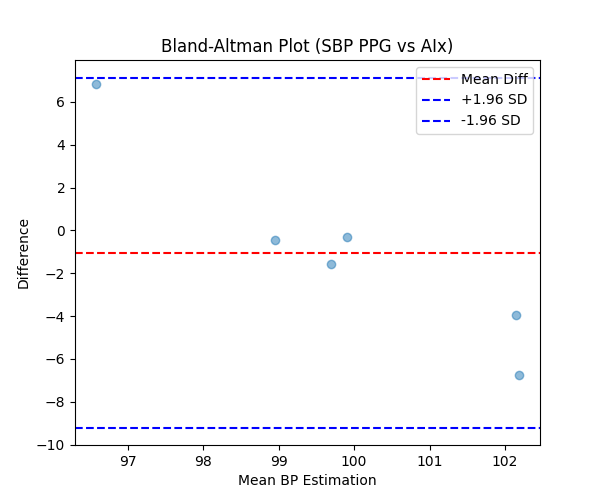 Bland-Altman Plot (SBP PPG vs AIx)
Mean Diff
+1.96 SD
-1.96 SD
Difference
6
4
2
0
−2
−4
−6
−8
−10
97
98
99
100
101
102
Mean BP Estimation